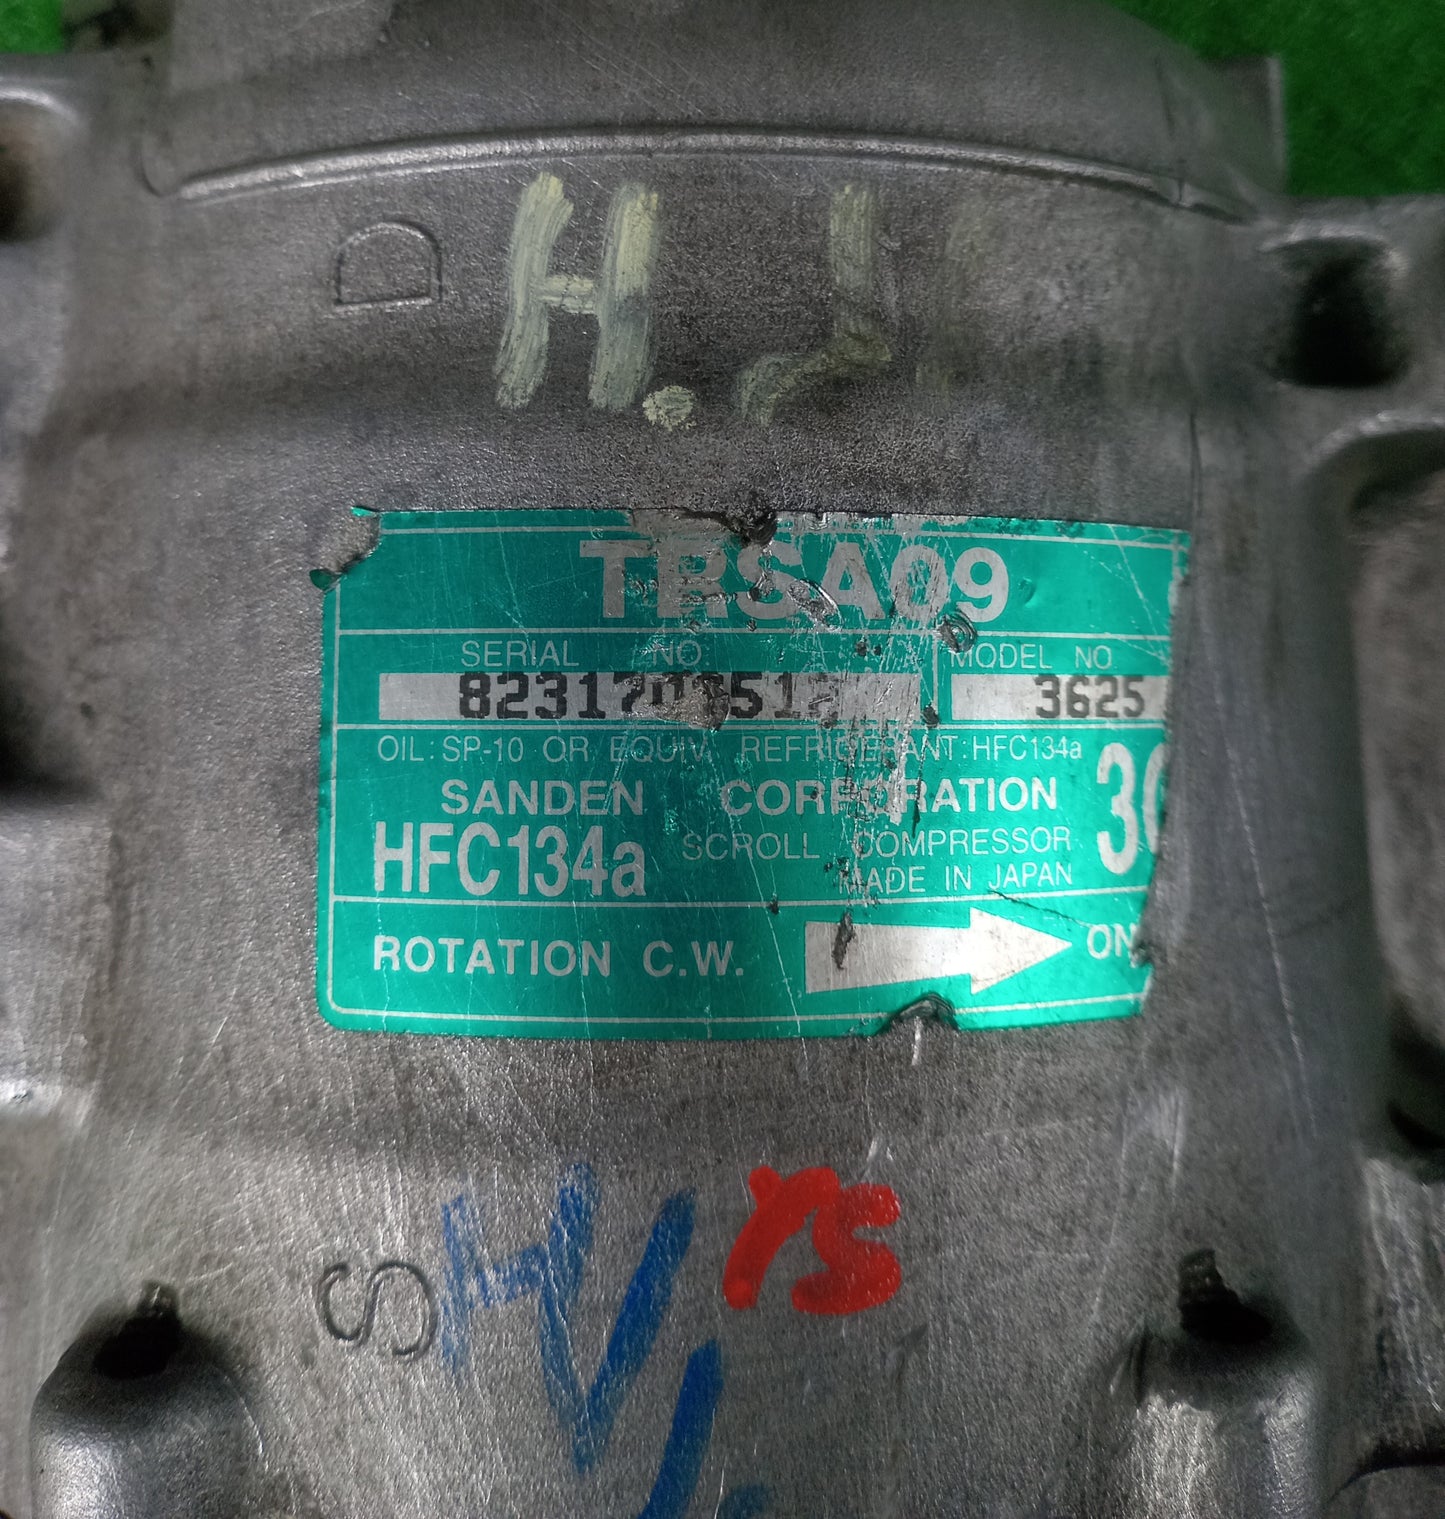 D
H.
TRSA09
SERIAL NO. MODEL NO.
3625
OIL: SP-10 OR EQUIV. REFRIGERANT: HFC134a
SANDEN CORPORATION
HFC134a SCROLL COMPRESSOR
MADE IN JAPAN
ROTATION C.W. ON
rs
S